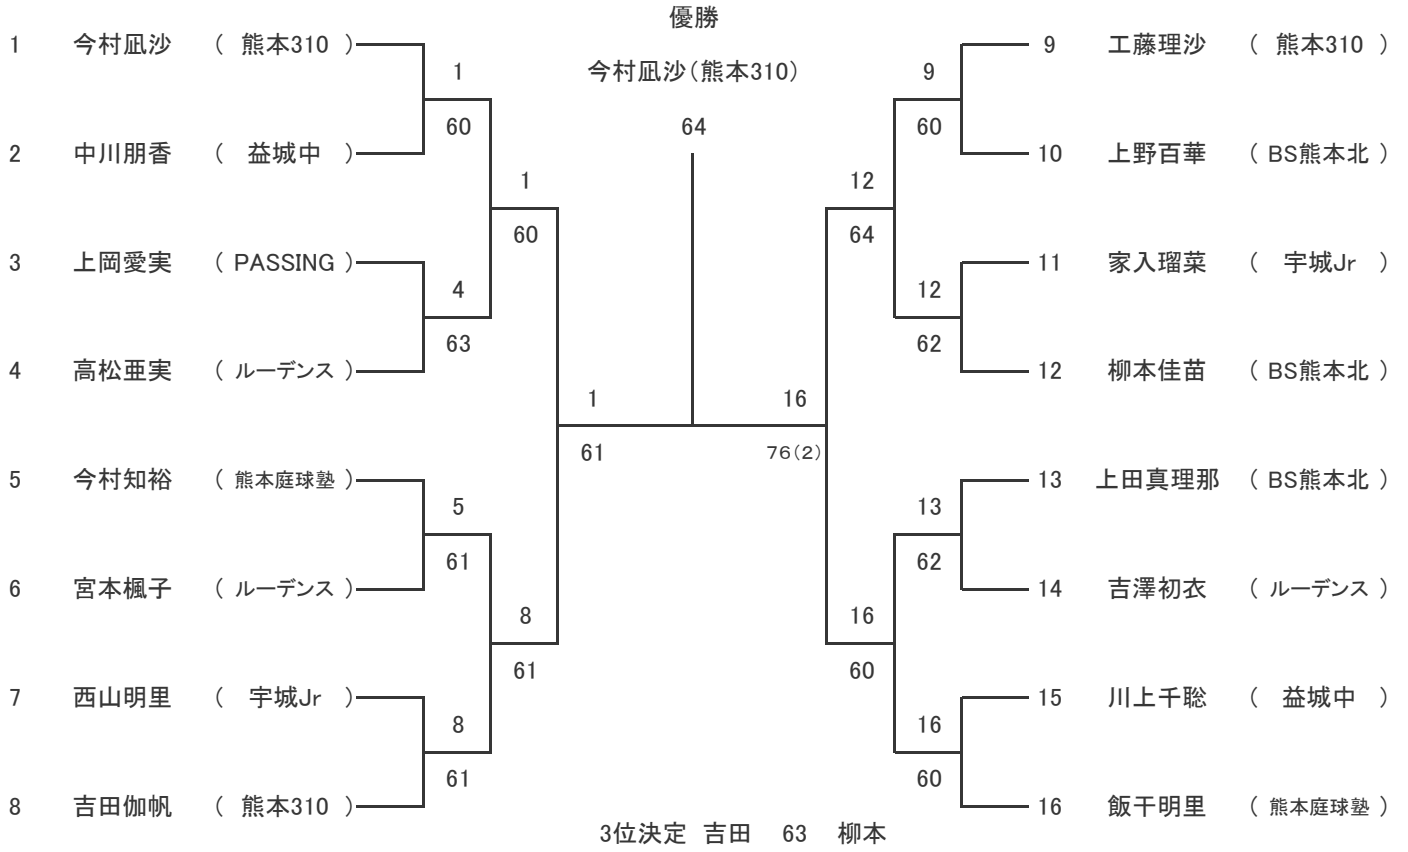 優勝
今村凪沙(熊本310)
64
1 今村凪沙 ( 熊本310 )
1
60
2 中川朋香 ( 益城中 )
1
60
3 上岡愛実 ( PASSING )
4
63
4 高松亜実 ( ルーデンス )
1
61
5 今村知裕 ( 熊本庭球塾 )
5
61
6 宮本楓子 ( ルーデンス )
8
61
7 西山明里 ( 宇城Jr )
8
61
8 吉田伽帆 ( 熊本310 )
9 工藤理沙 ( 熊本310 )
9
60
10 上野百華 ( BS熊本北 )
12
64
11 家入瑠菜 ( 宇城Jr )
12
62
12 柳本佳苗 ( BS熊本北 )
16
76(2)
13 上田真理那 ( BS熊本北 )
13
62
14 吉澤初衣 ( ルーデンス )
16
60
15 川上千聡 ( 益城中 )
16
60
16 飯干明里 ( 熊本庭球塾 )
3位決定 吉田 63 柳本